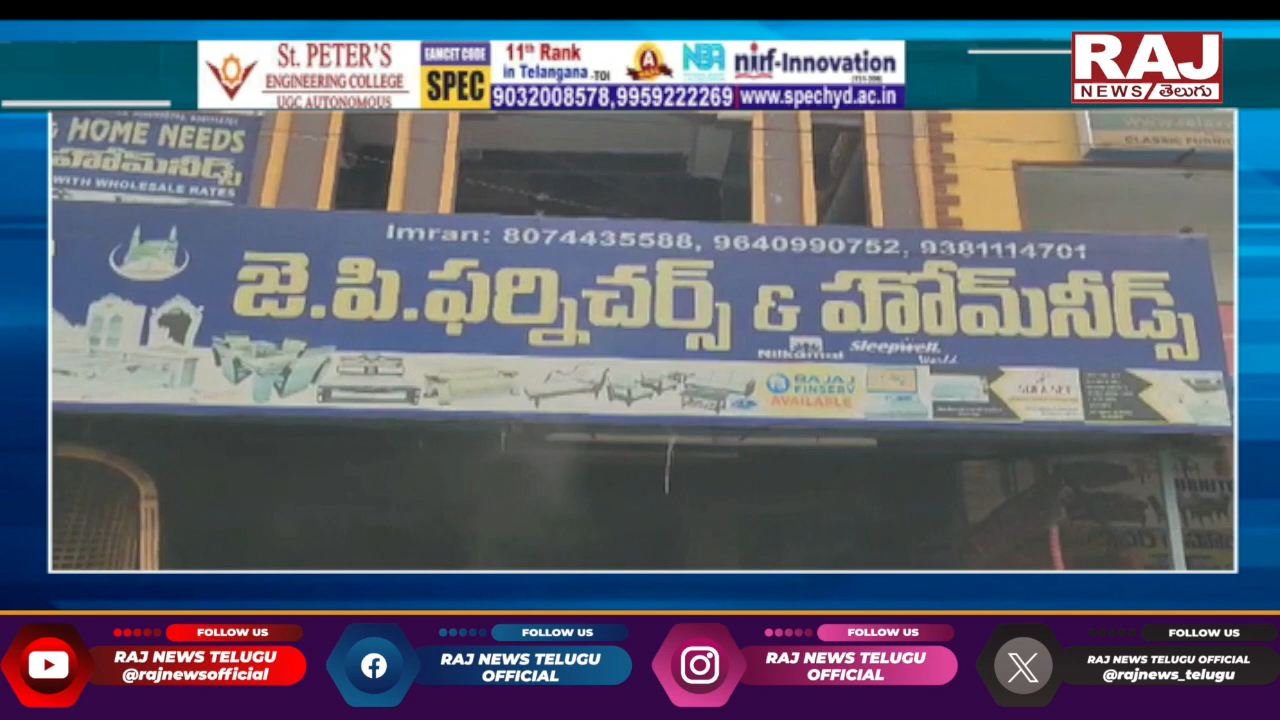 St. PETER'S
ENGINEERING COLLEGE
UGC AUTONOMOUS
EAMCET CODE
SPEC
11th Rank
in Telangana -TOI
A
NBA
nirf-Innovation
9032008578,9959222269 www.spechyd.ac.in
RAJ
NEWS తెలుగు
HOME NEEDS
హోమ్‌నీడ్స్
WITH WHOLESALE RATES
Imran: 8074435588, 9640990752, 9381114701
జె.పి.ఫర్నిచర్స్ & హోమ్‌నీడ్స్
Nilkamal Sleepwell World
BAJAJ
FINSERV
AVAILABLE
FOLLOW US
RAJ NEWS TELUGU
@rajnewsofficial
FOLLOW US
RAJ NEWS TELUGU
OFFICIAL
FOLLOW US
RAJ NEWS TELUGU
OFFICIAL
FOLLOW US
RAJ NEWS TELUGU OFFICIAL
@rajnews_telugu